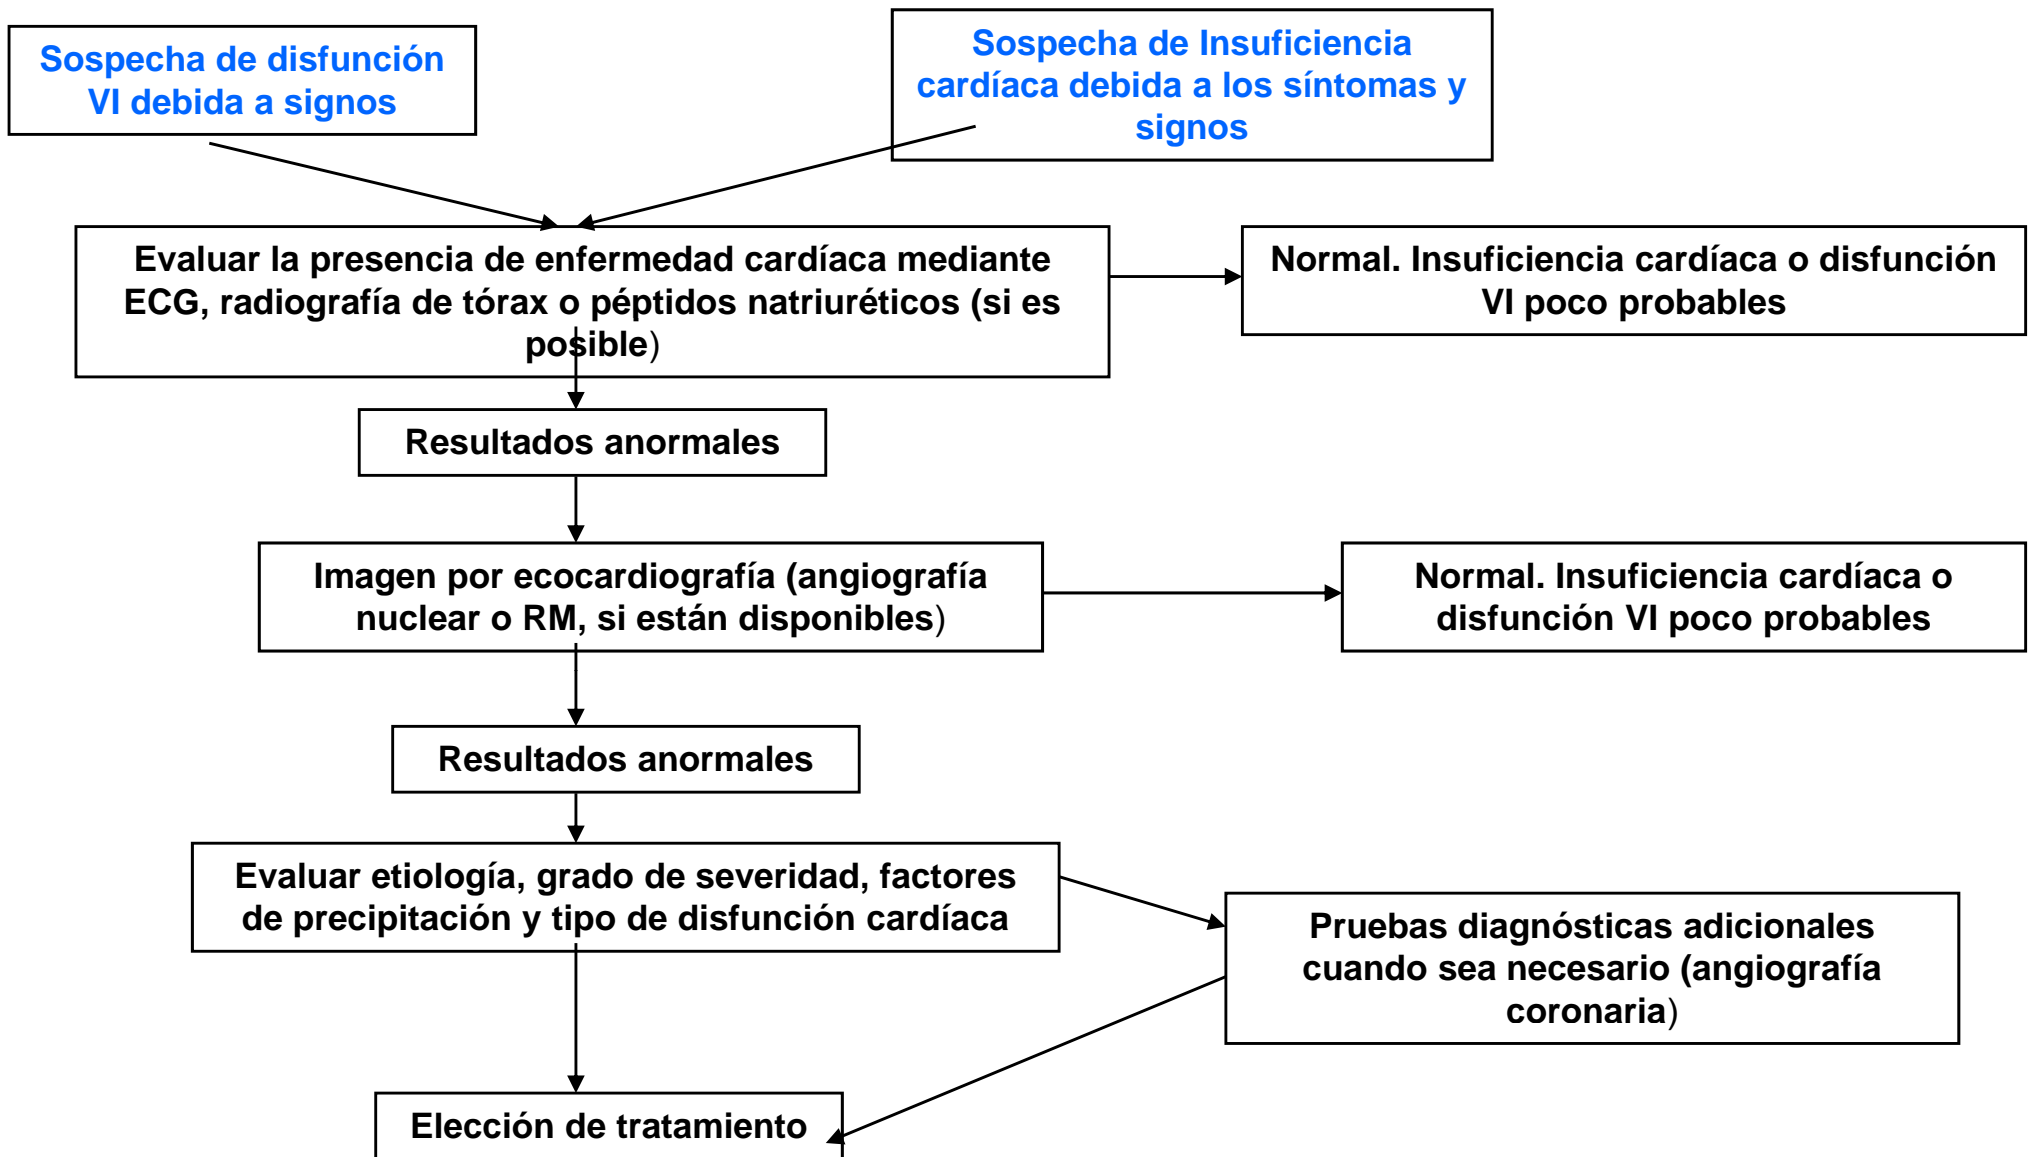 Sospecha de disfunción
VI debida a signos
Sospecha de Insuficiencia
cardíaca debida a los síntomas y
signos
Evaluar la presencia de enfermedad cardíaca mediante
ECG, radiografía de tórax o péptidos natriuréticos (si es
posible)
Normal. Insuficiencia cardíaca o disfunción
VI poco probables
Resultados anormales
Imagen por ecocardiografía (angiografía
nuclear o RM, si están disponibles)
Normal. Insuficiencia cardíaca o
disfunción VI poco probables
Resultados anormales
Evaluar etiología, grado de severidad, factores
de precipitación y tipo de disfunción cardíaca
Pruebas diagnósticas adicionales
cuando sea necesario (angiografía
coronaria)
Elección de tratamiento